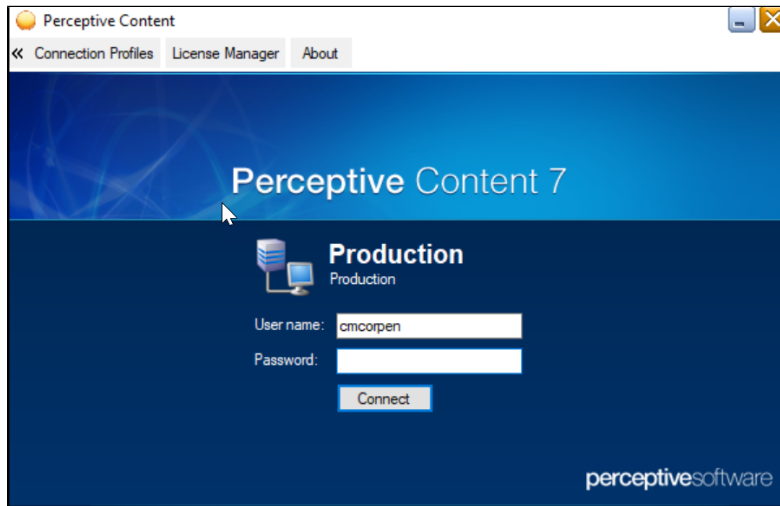 Perceptive Content
« Connection Profiles License Manager About
Perceptive Content 7
Production
Production
User name: cmcorpen
Password:
Connect
perceptivesoftware